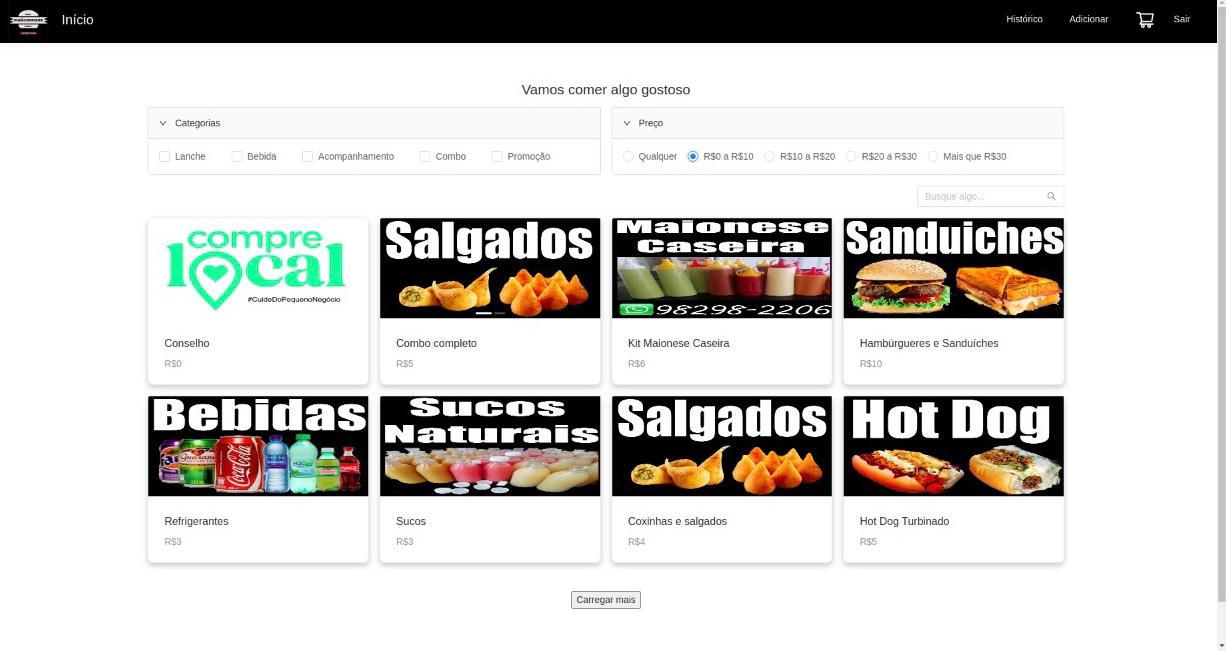 Início
Histórico
Adicionar
Sair
Vamos comer algo gostoso
Categorias
Lanche
Bebida
Acompanhamento
Combo
Promoção
Preço
Qualquer
R$0 a R$10
R$10 a R$20
R$20 a R$30
Mais que R$30
Busque algo...
compre
local
#CuideDoPequenoNegócio
Conselho
R$0
Salgados
Combo completo
R$5
Maionese
Caseira
98298-2206
Kit Maionese Caseira
R$6
Sanduiches
Hambúrgueres e Sanduíches
R$10
Bebidas
Coca-Cola
Refrigerantes
R$3
Sucos
Naturais
Sucos
R$3
Salgados
Coxinhas e salgados
R$4
Hot Dog
Hot Dog Turbinado
R$5
Carregar mais